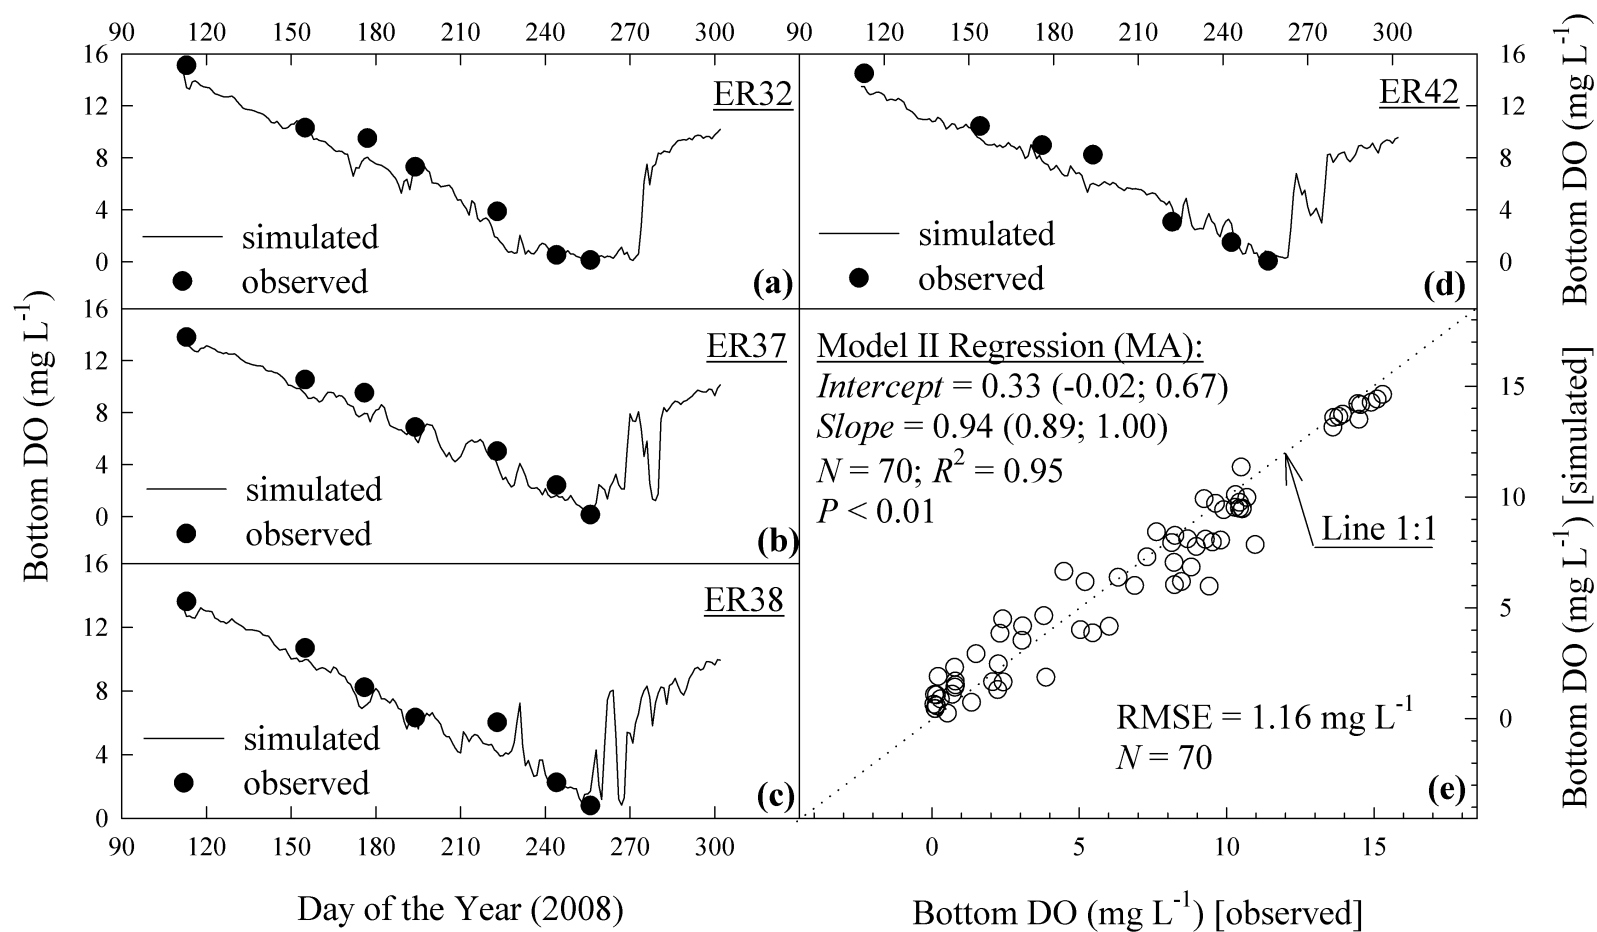 90 120 150 180 210 240 270 300 90 120 150 180 210 240 270 300
16 12 8 4 0
ER32
simulated
observed
(a)
16 12 8 4 0
ER42
simulated
observed
(d)
Bottom DO (mg L-1)
16 12 8 4 0
ER37
simulated
observed
(b)
Bottom DO (mg L-1)
16 12 8 4 0
ER38
simulated
observed
(c)
90 120 150 180 210 240 270 300
Day of the Year (2008)
Model II Regression (MA):
Intercept = 0.33 (-0.02; 0.67)
Slope = 0.94 (0.89; 1.00)
N = 70; R2 = 0.95
P < 0.01
Line 1:1
RMSE = 1.16 mg L-1
N = 70
(e)
15 10 5 0
Bottom DO (mg L-1) [simulated]
0 5 10 15
Bottom DO (mg L-1) [observed]